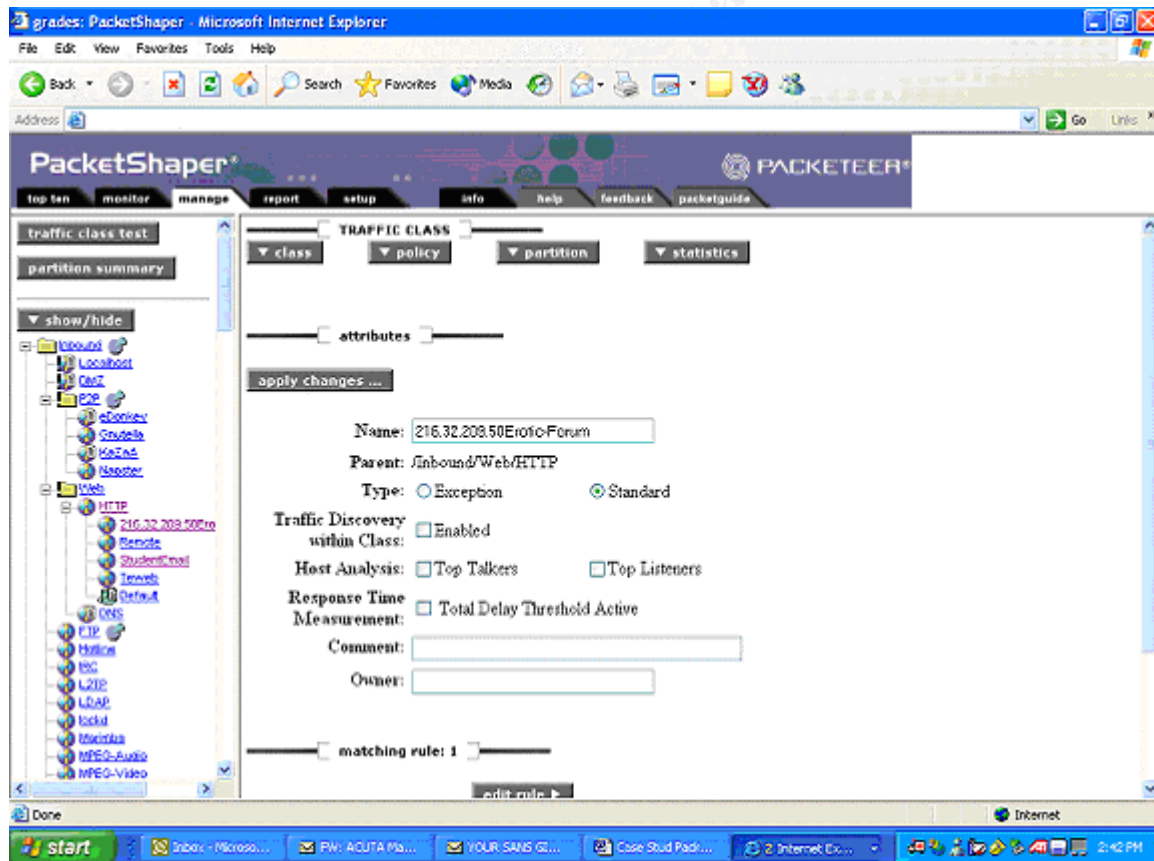 grades: PacketShaper - Microsoft Internet Explorer
File Edit View Favorites Tools Help
Back Search Favorites Media
Address Go Links
PacketShaper® PACKETEER®
top ten monitor manage report setup info help feedback packetguide
traffic class test
partition summary
show/hide
Inbound
Localhost
DMZ
P2P
eDonkey
Gnutella
KaZaA
Napster
Web
HTTP
216.32.209.50Ero
Remote
StudentEmail
Default
DNS
FTP
Hotline
IRC
L2TP
LDAP
lockd
Marimba
MPEG-Audio
MPEG-Video
TRAFFIC CLASS
class policy partition statistics
attributes
apply changes ...
Name: 216.32.209.50Erotic-Forum
Parent: /Inbound/Web/HTTP
Type: Exception Standard
Traffic Discovery within Class: Enabled
Host Analysis: Top Talkers Top Listeners
Response Time Measurement: Total Delay Threshold Active
Comment:
Owner:
matching rule: 1
edit rule
Done Internet
start Inbox - Microso... FW: ACUTA Ma... YOUR SANS GI... Case Stud Pack... 2 Internet Ex... 2:42 PM